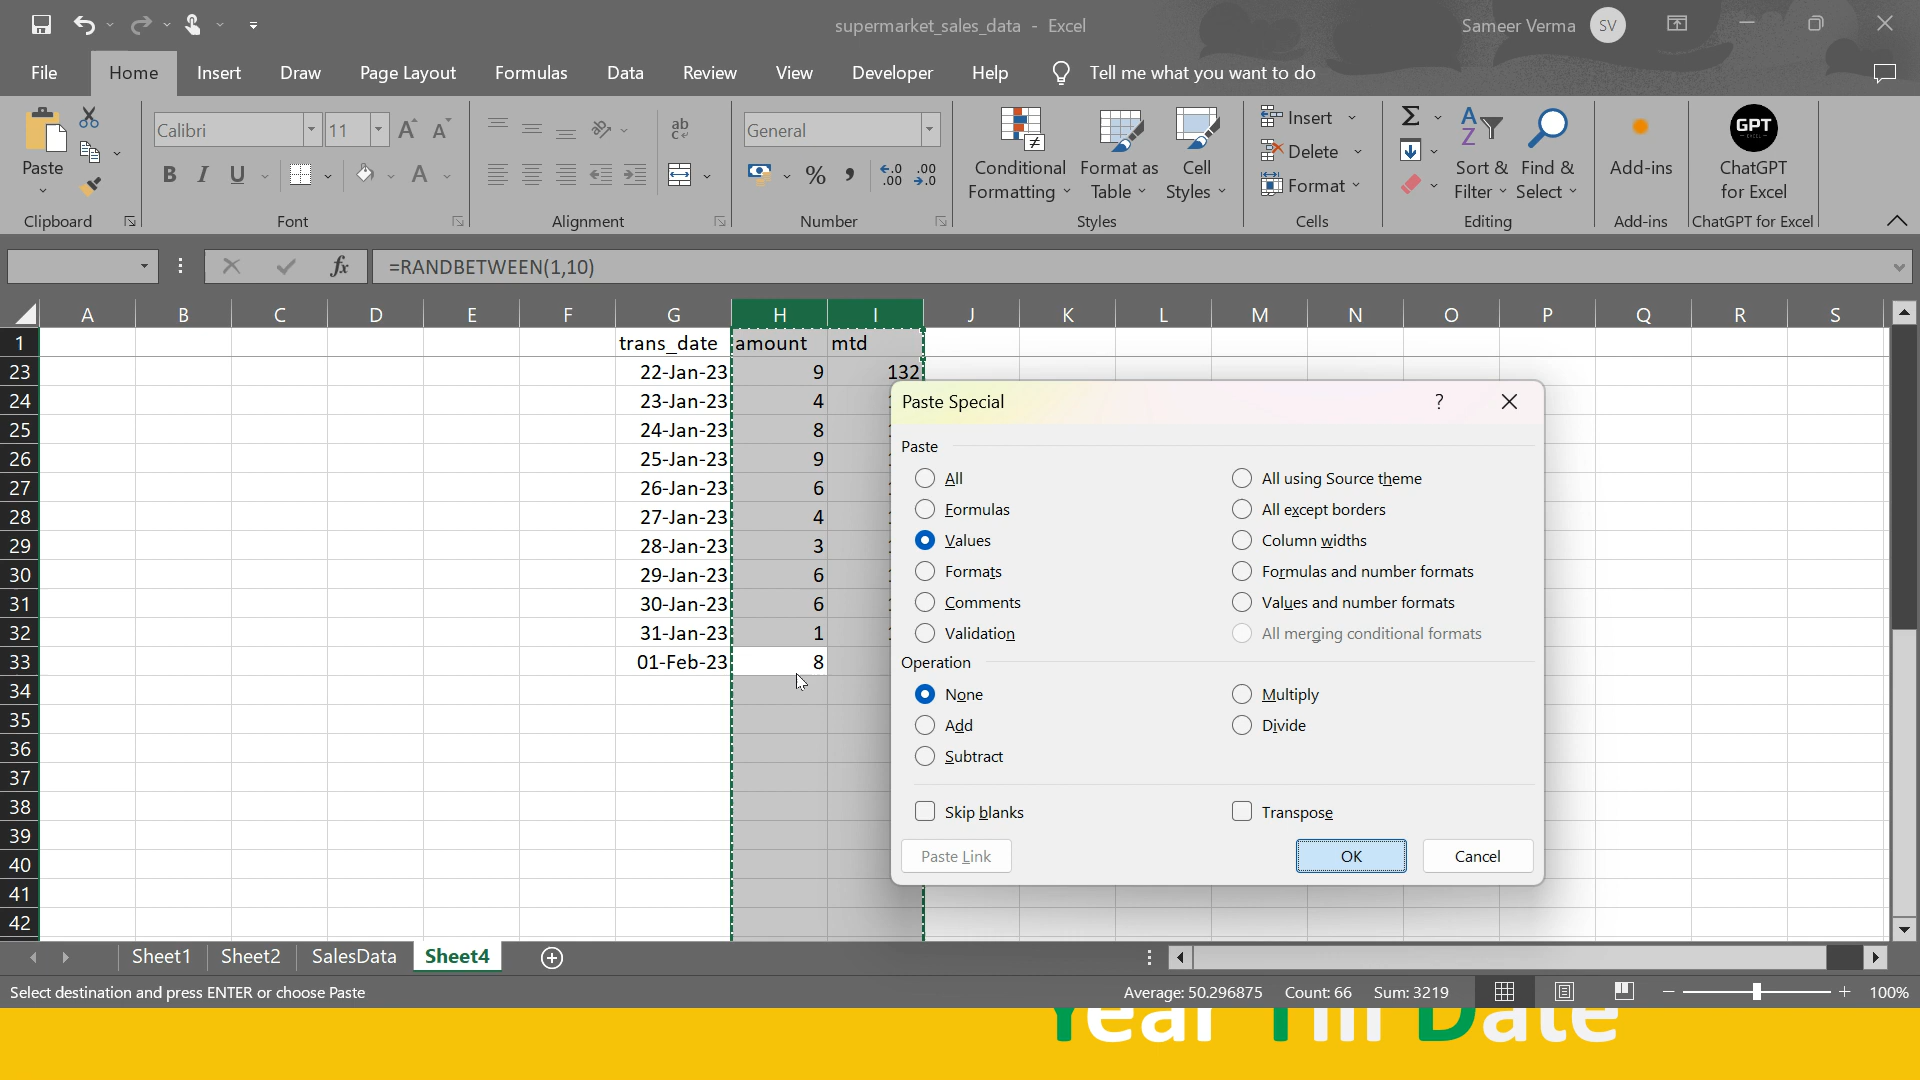 supermarket_sales_data - Excel
Sameer Verma SV
File Home Insert Draw Page Layout Formulas Data Review View Developer Help Tell me what you want to do
Paste
Clipboard
Calibri 11
B I U A
Font
ab
c
Alignment
General
% 9 .00 .00
Number
Conditional Formatting
Format as Table
Cell Styles
Styles
Insert
Delete
Format
Cells
Σ
Sort & Filter
Find & Select
Editing
Add-ins
Add-ins
GPT
ChatGPT for Excel
ChatGPT for Excel
fx =RANDBETWEEN(1,10)
A B C D E F G H I J K L M N O P Q R S
1 trans_date amount mtd
23 22-Jan-23 9 132
24 23-Jan-23 4
25 24-Jan-23 8
26 25-Jan-23 9
27 26-Jan-23 6
28 27-Jan-23 4
29 28-Jan-23 3
30 29-Jan-23 6
31 30-Jan-23 6
32 31-Jan-23 1
33 01-Feb-23 8
34
35
36
37
38
39
40
41
42
Paste Special ?
Paste
All All using Source theme
Formulas All except borders
Values Column widths
Formats Formulas and number formats
Comments Values and number formats
Validation All merging conditional formats
Operation
None Multiply
Add Divide
Subtract
Skip blanks Transpose
Paste Link OK Cancel
Sheet1 Sheet2 SalesData Sheet4
Select destination and press ENTER or choose Paste Average: 50.296875 Count: 66 Sum: 3219 100%
Year Till Date